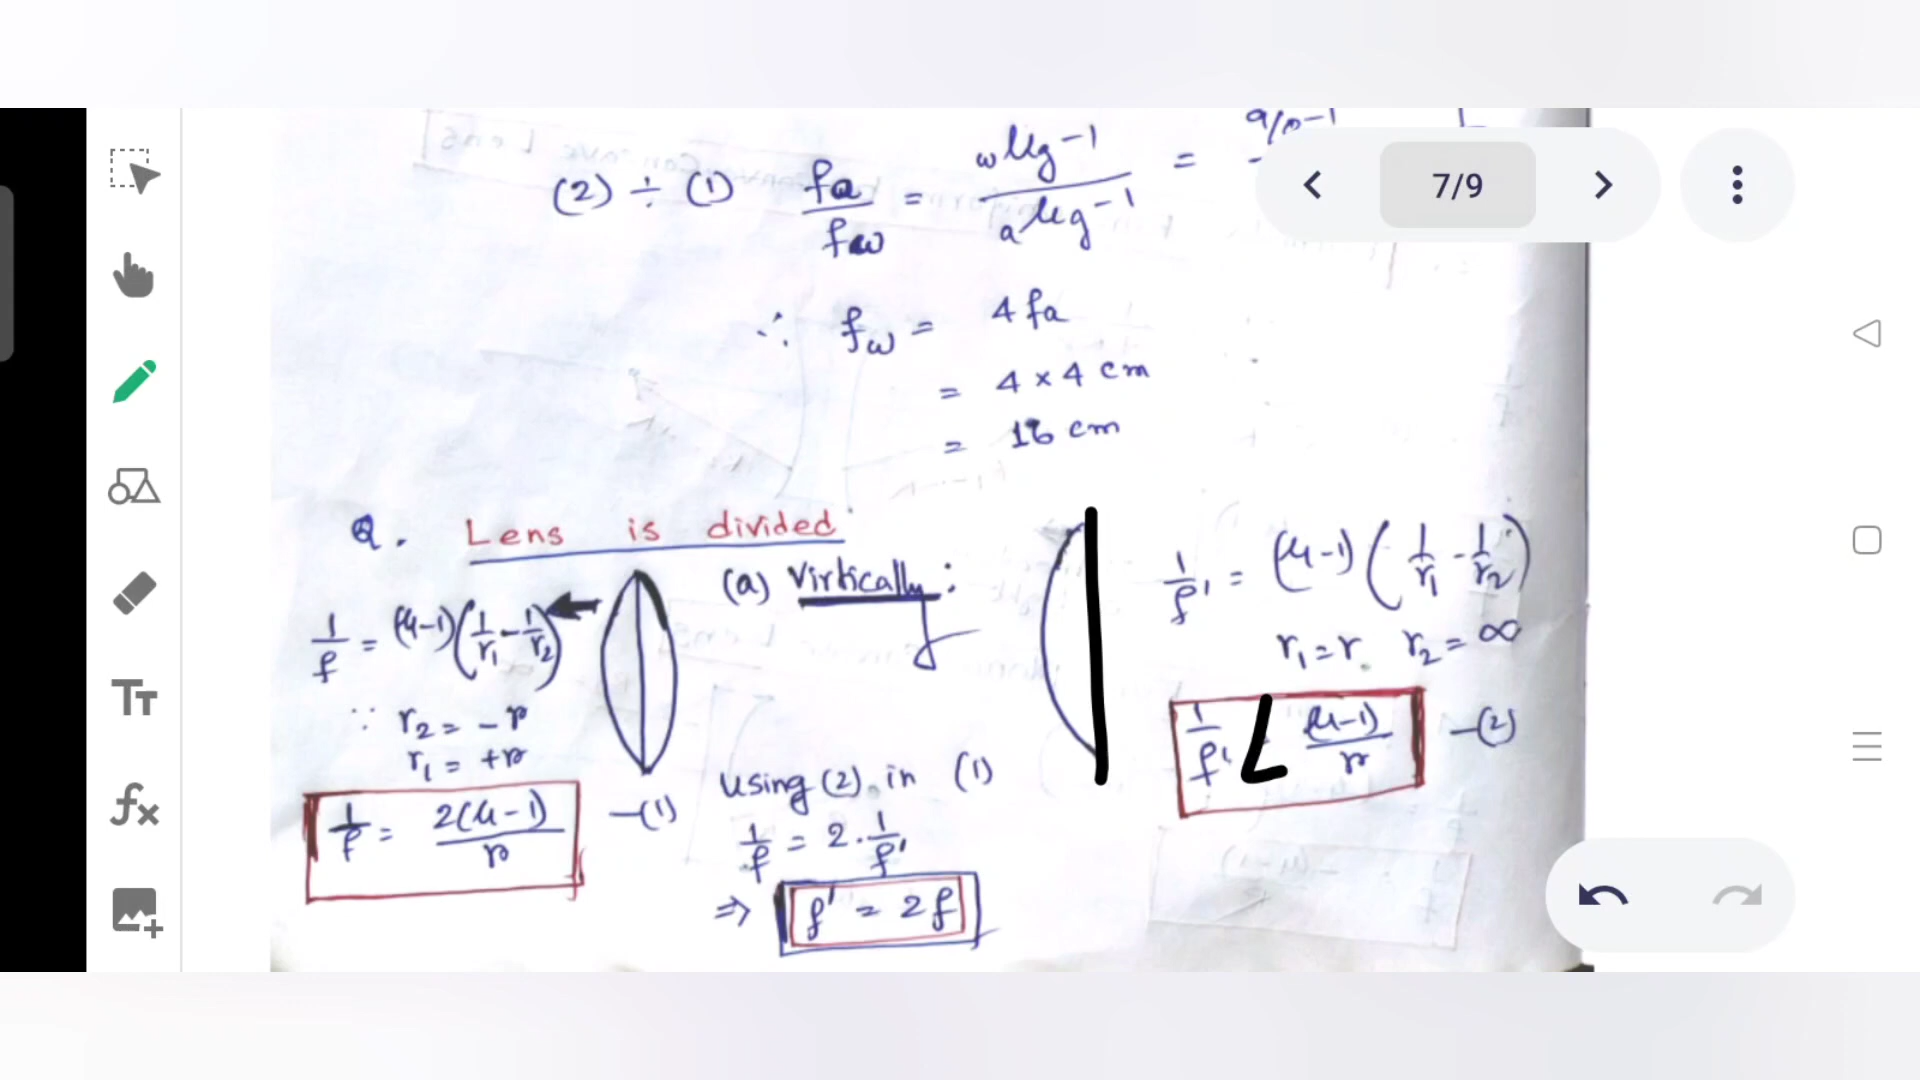 (2) ÷ (1) fa/fw = wμg-1 / aμg-1 =
7/9
∴ fw = 4 fa
= 4 × 4 cm
= 16 cm
Q. Lens is divided
(a) Virtically:
1/f = (μ-1)(1/r1 - 1/r2)
∵ r2 = - r
r1 = + r
1/f = 2(μ-1)/r —(1)
1/f' = (μ-1)(1/r1 - 1/r2)
r1 = r. r2 = ∞
1/f' (μ-1)/r —(2)
Using (2) in (1)
1/f = 2 . 1/f'
⇒ f' = 2f
TT
fx